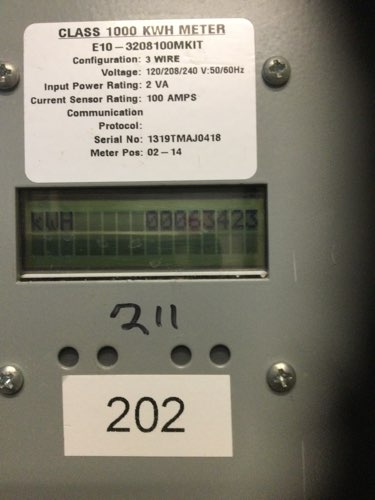 CLASS 1000 KWH METER
E10-3208100MKIT
Configuration: 3 WIRE
Voltage: 120/208/240 V:50/60Hz
Input Power Rating: 2 VA
Current Sensor Rating: 100 AMPS
Communication
Protocol:
Serial No: 1319TMAJ0418
Meter Pos: 02-14
kWH 00063423
211
202